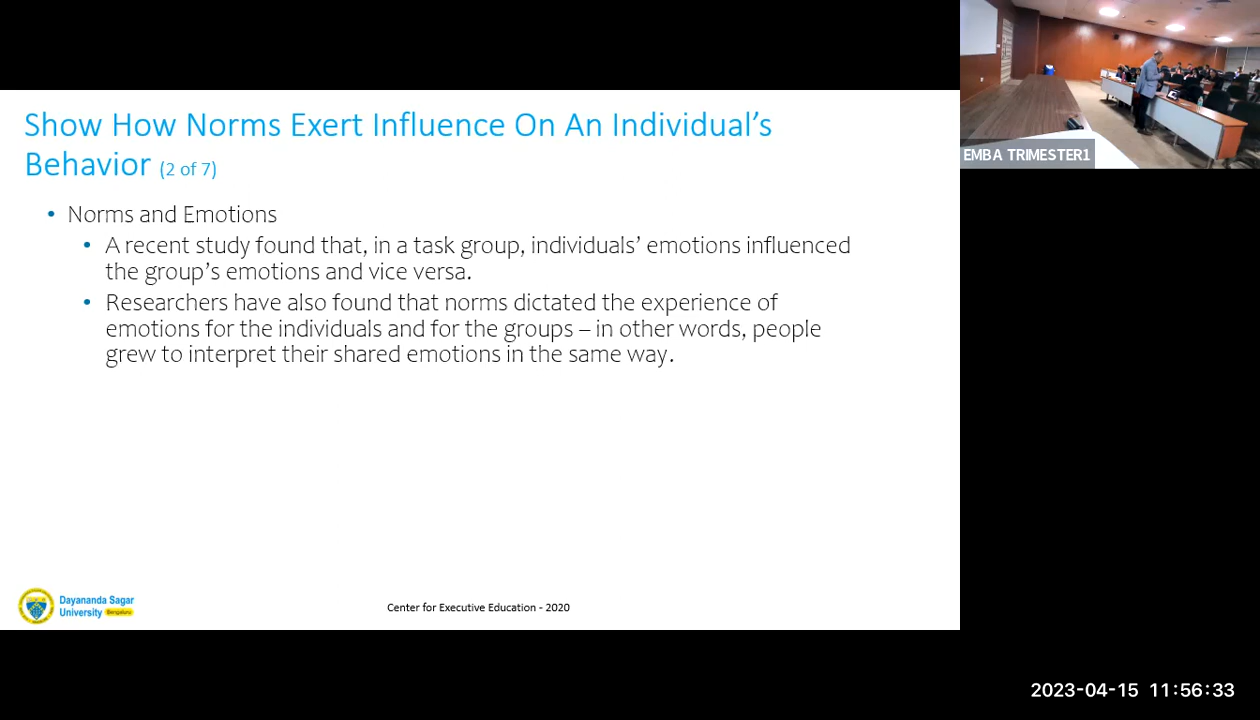 Show How Norms Exert Influence On An Individual's
Behavior (2 of 7)
• Norms and Emotions
• A recent study found that, in a task group, individuals' emotions influenced
the group's emotions and vice versa.
• Researchers have also found that norms dictated the experience of
emotions for the individuals and for the groups – in other words, people
grew to interpret their shared emotions in the same way.
Dayananda Sagar
University Bengaluru
Center for Executive Education - 2020
EMBA TRIMESTER1
2023-04-15 11:56:33